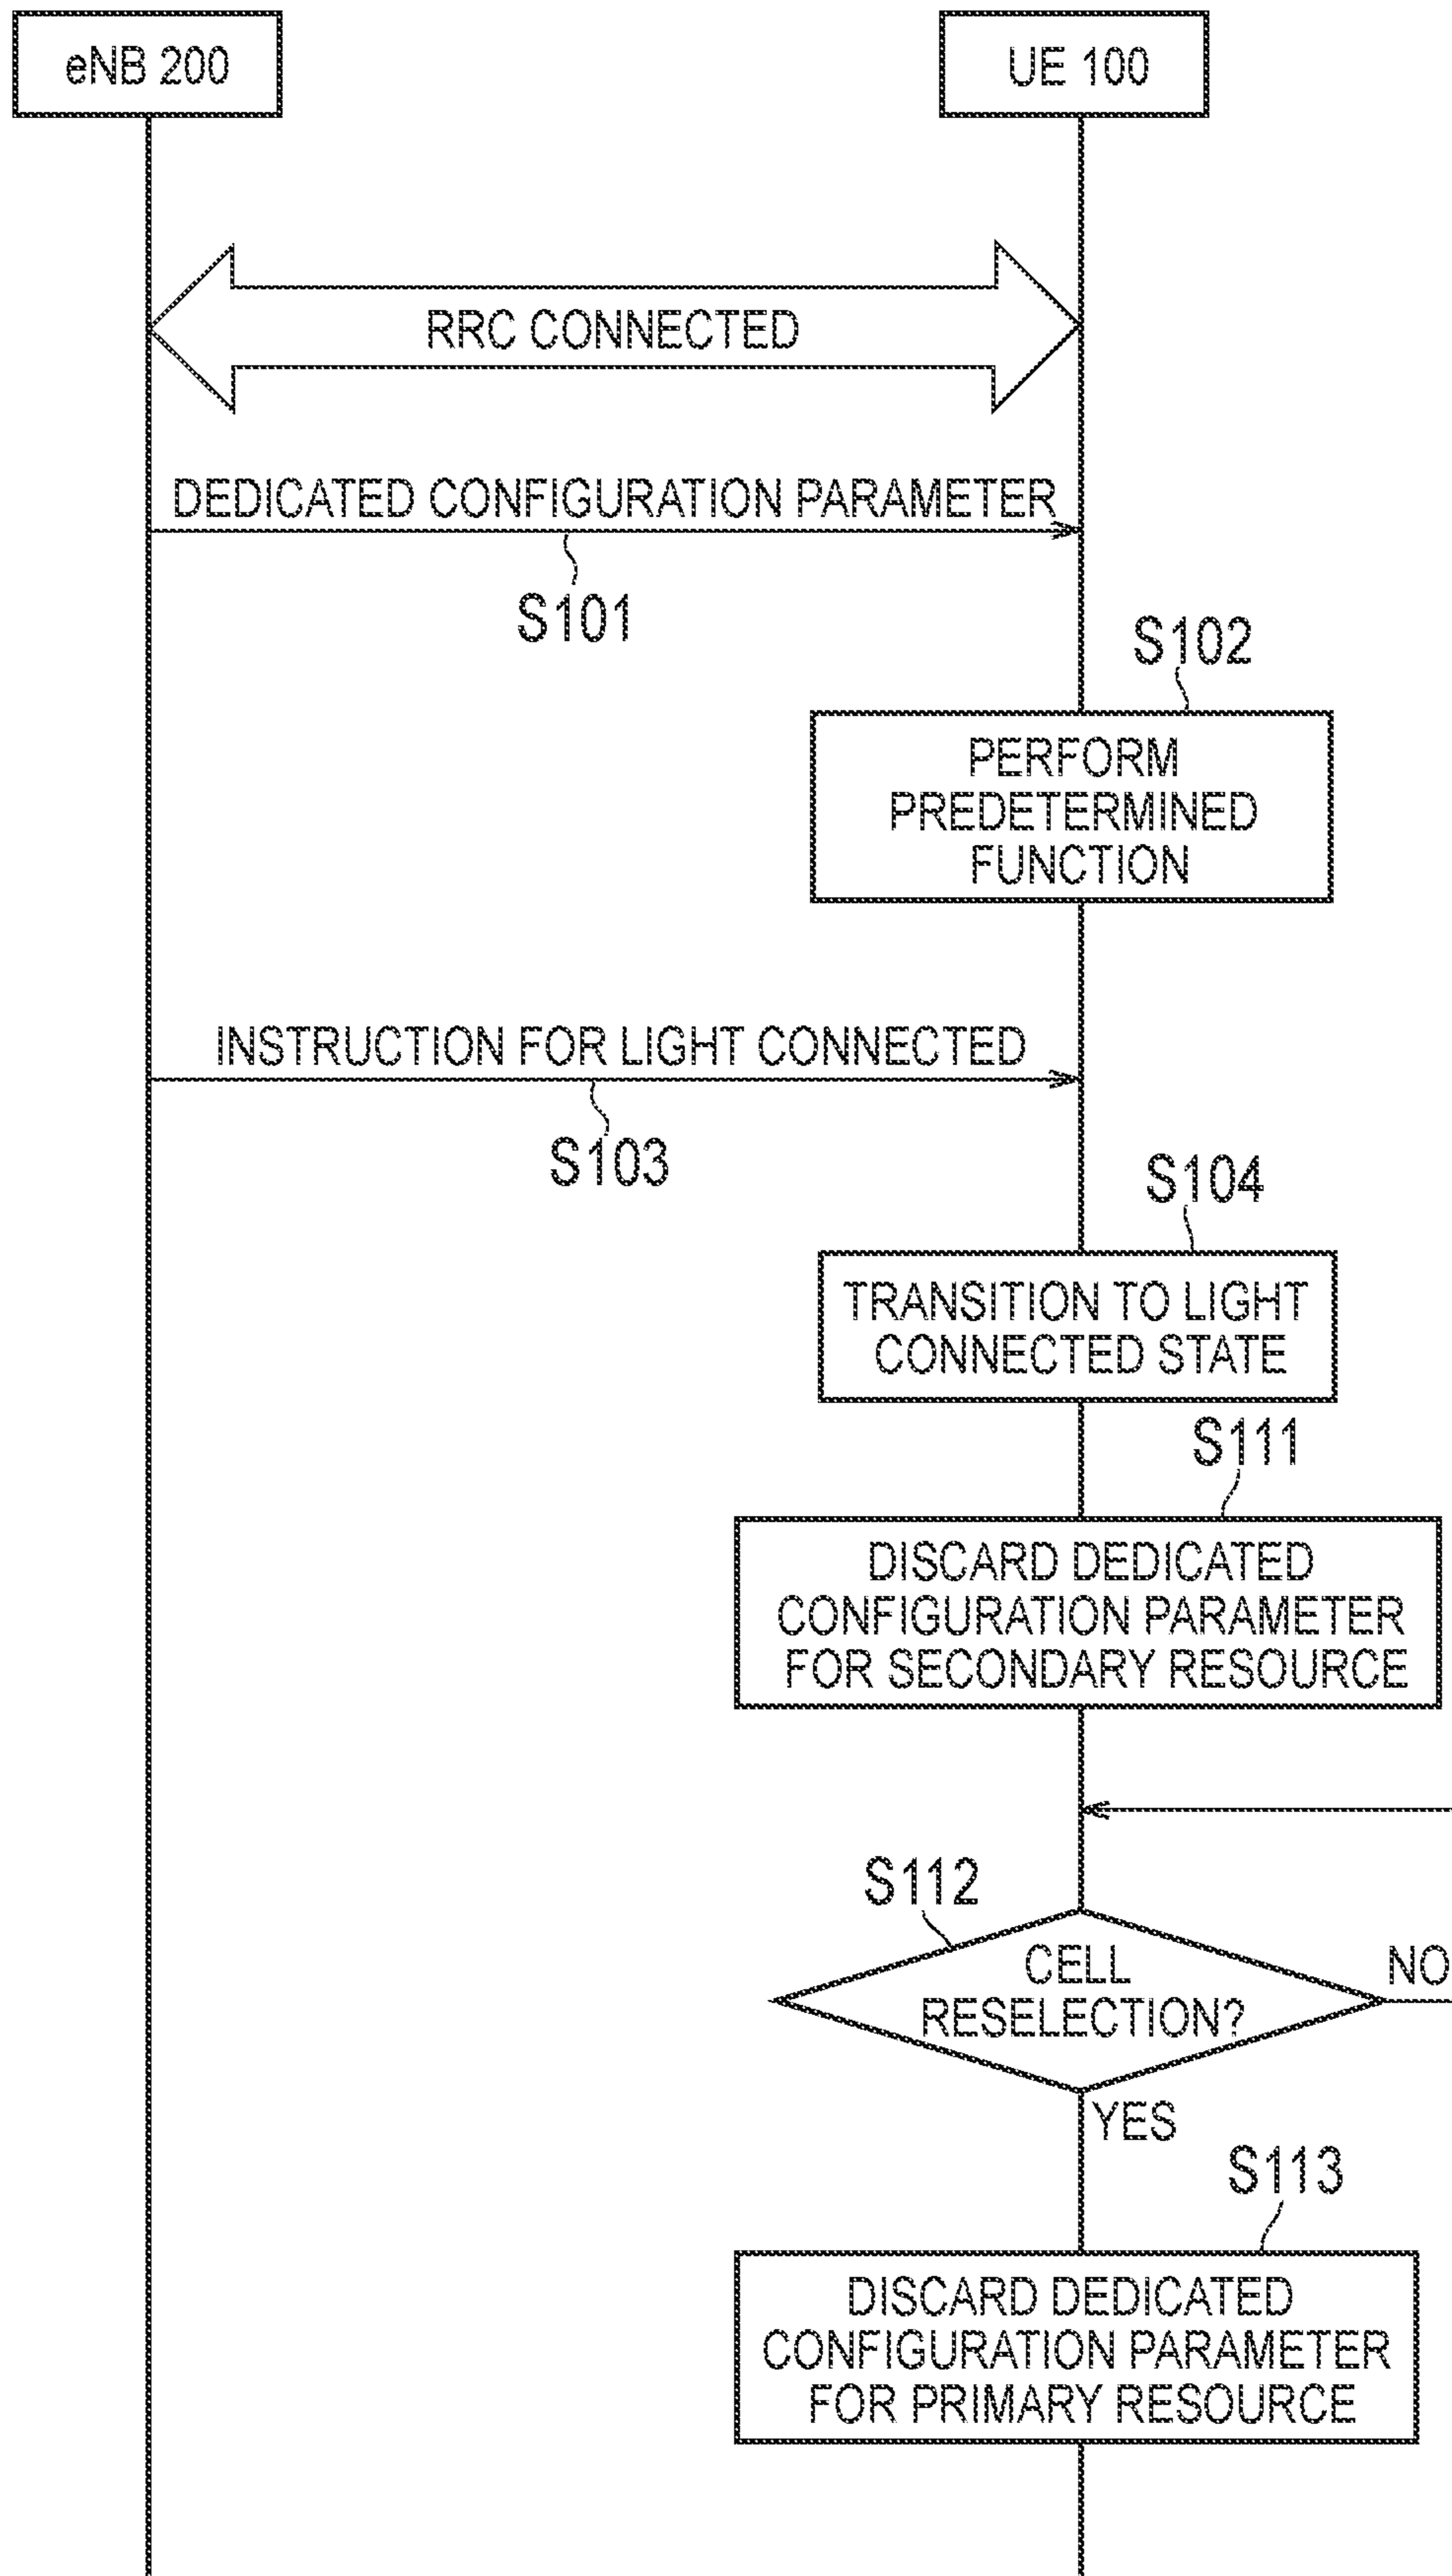 eNB 200
UE 100
RRC CONNECTED
DEDICATED CONFIGURATION PARAMETER
S101
S102
PERFORM
PREDETERMINED
FUNCTION
INSTRUCTION FOR LIGHT CONNECTED
S103
S104
TRANSITION TO LIGHT
CONNECTED STATE
S111
DISCARD DEDICATED
CONFIGURATION PARAMETER
FOR SECONDARY RESOURCE
S112
CELL
RESELECTION?
NO
YES
S113
DISCARD DEDICATED
CONFIGURATION PARAMETER
FOR PRIMARY RESOURCE